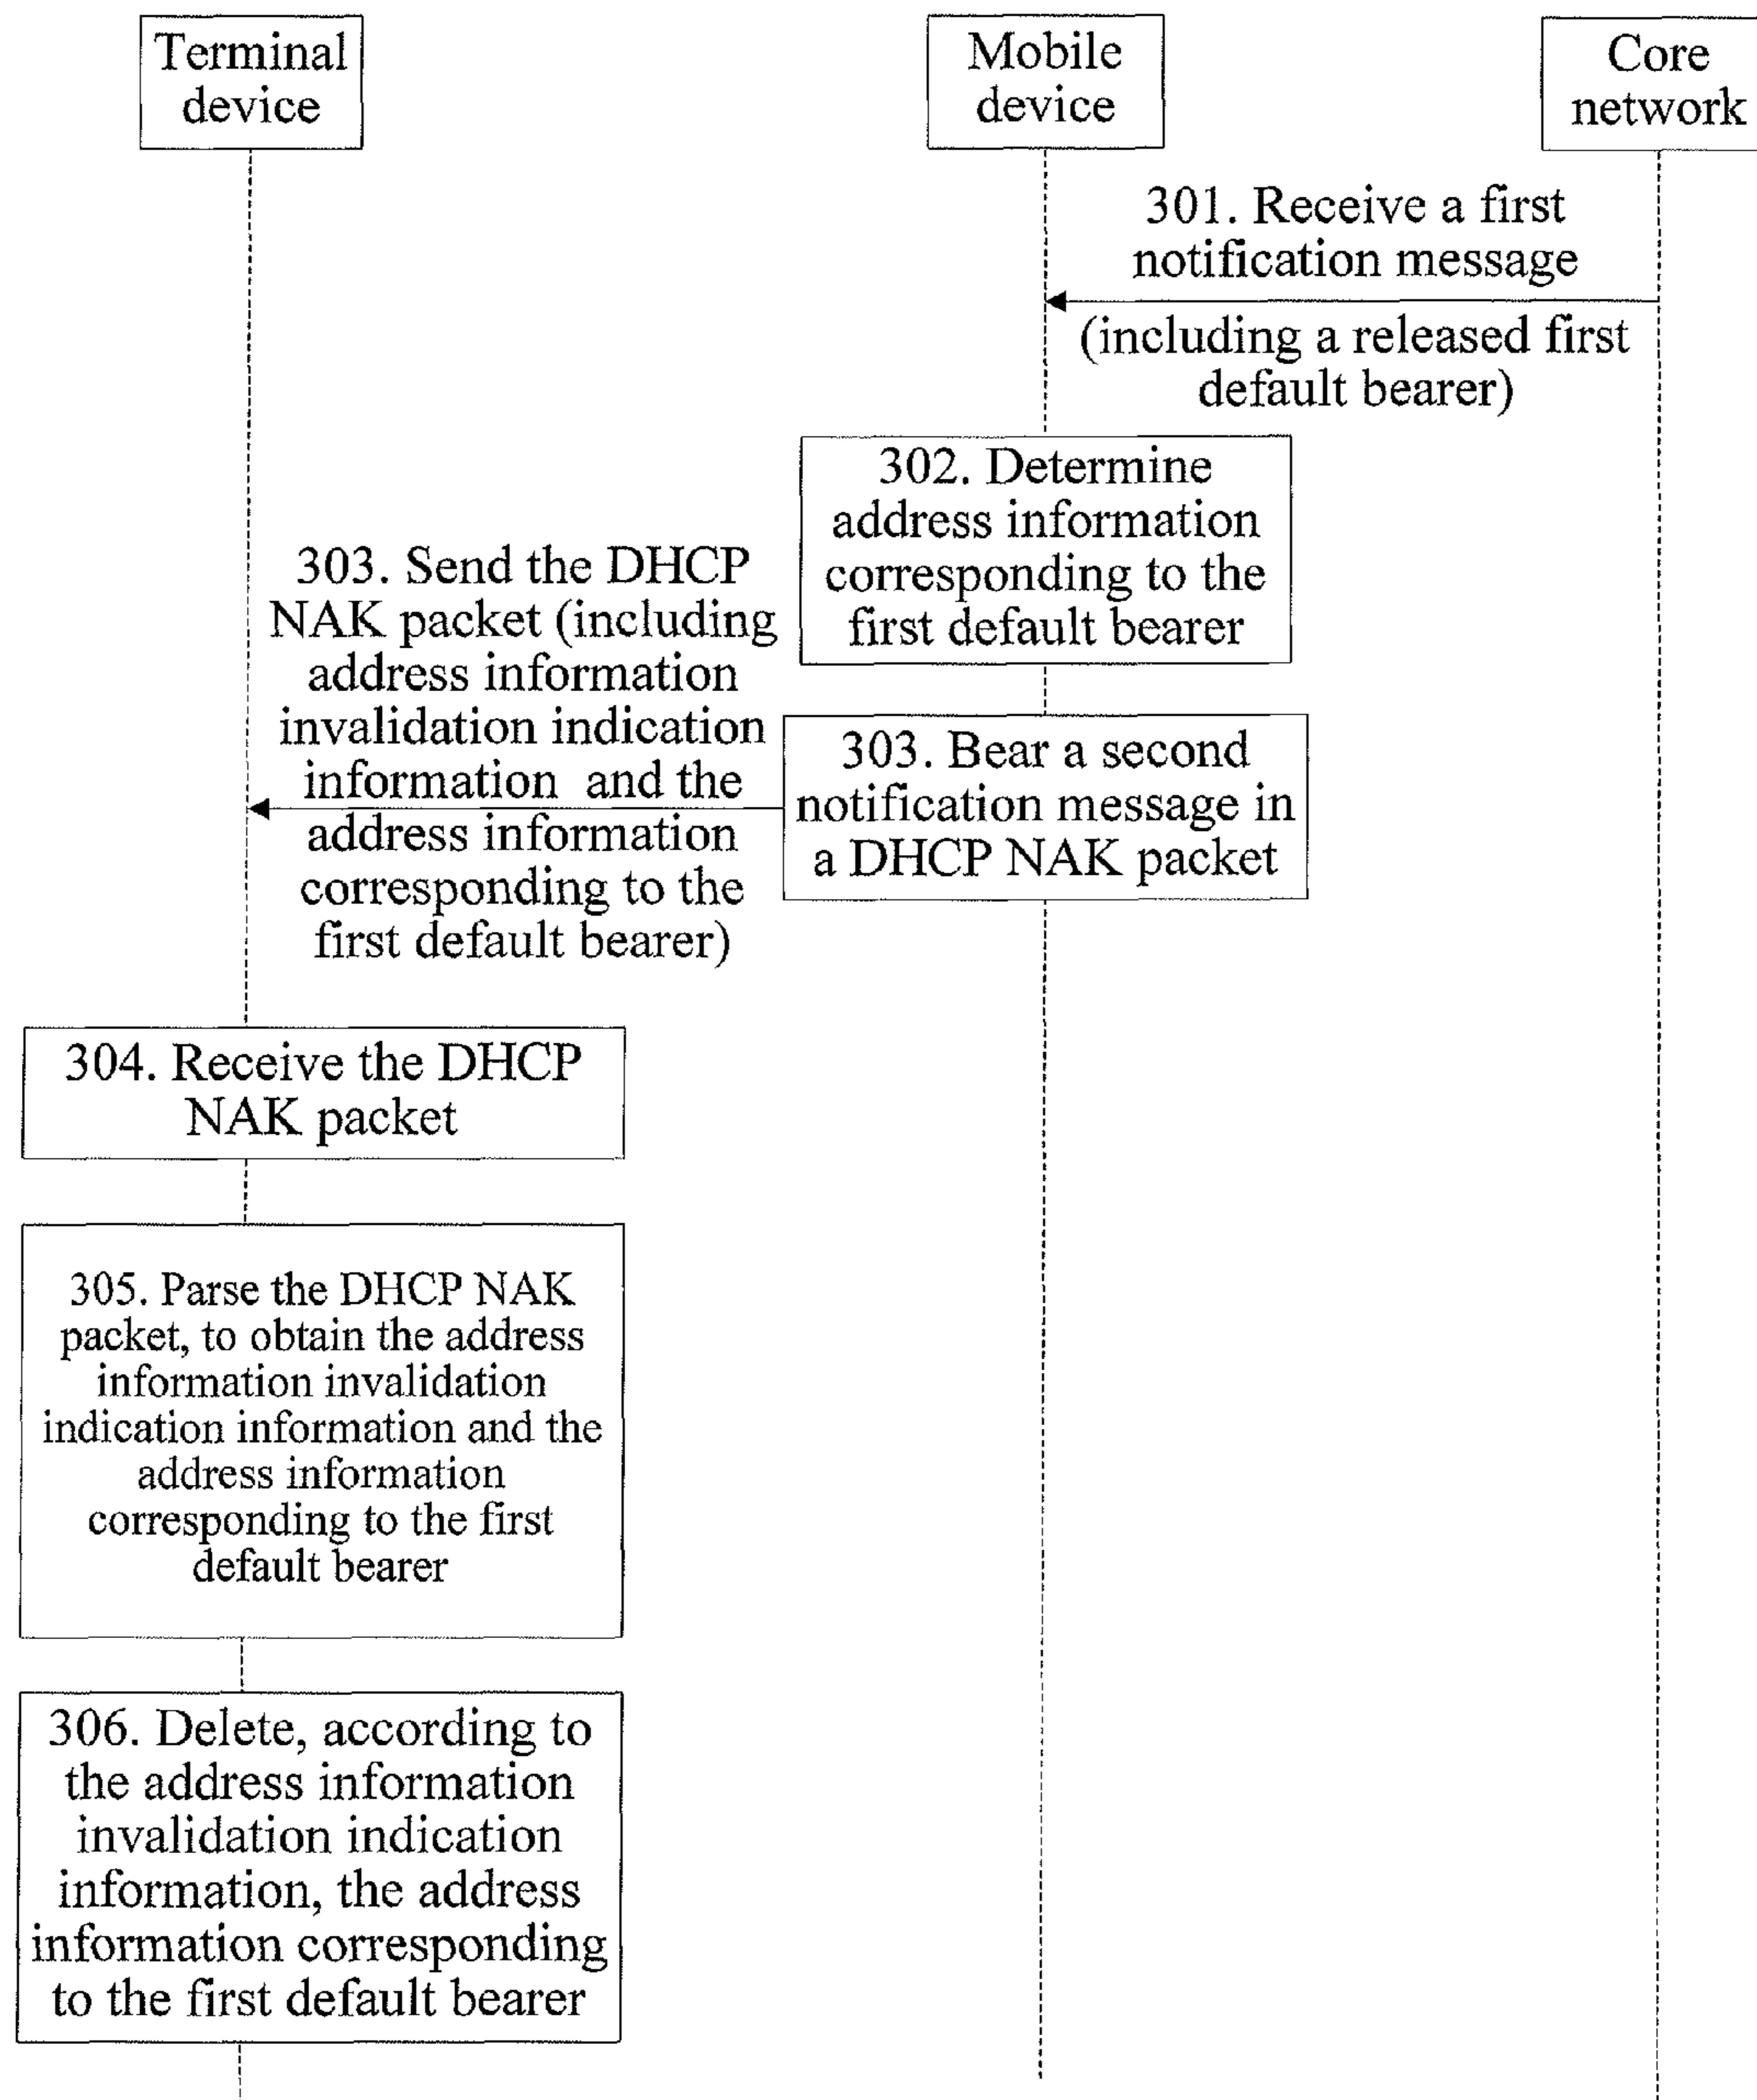 Terminal
device
Mobile
device
Core
network
301. Receive a first
notification message
(including a released first
default bearer)
302. Determine
address information
corresponding to the
first default bearer
303. Send the DHCP
NAK packet (including
address information
invalidation indication
information and the
address information
corresponding to the
first default bearer)
303. Bear a second
notification message in
a DHCP NAK packet
304. Receive the DHCP
NAK packet
305. Parse the DHCP NAK
packet, to obtain the address
information invalidation
indication information and the
address information
corresponding to the first
default bearer
306. Delete, according to
the address information
invalidation indication
information, the address
information corresponding
to the first default bearer